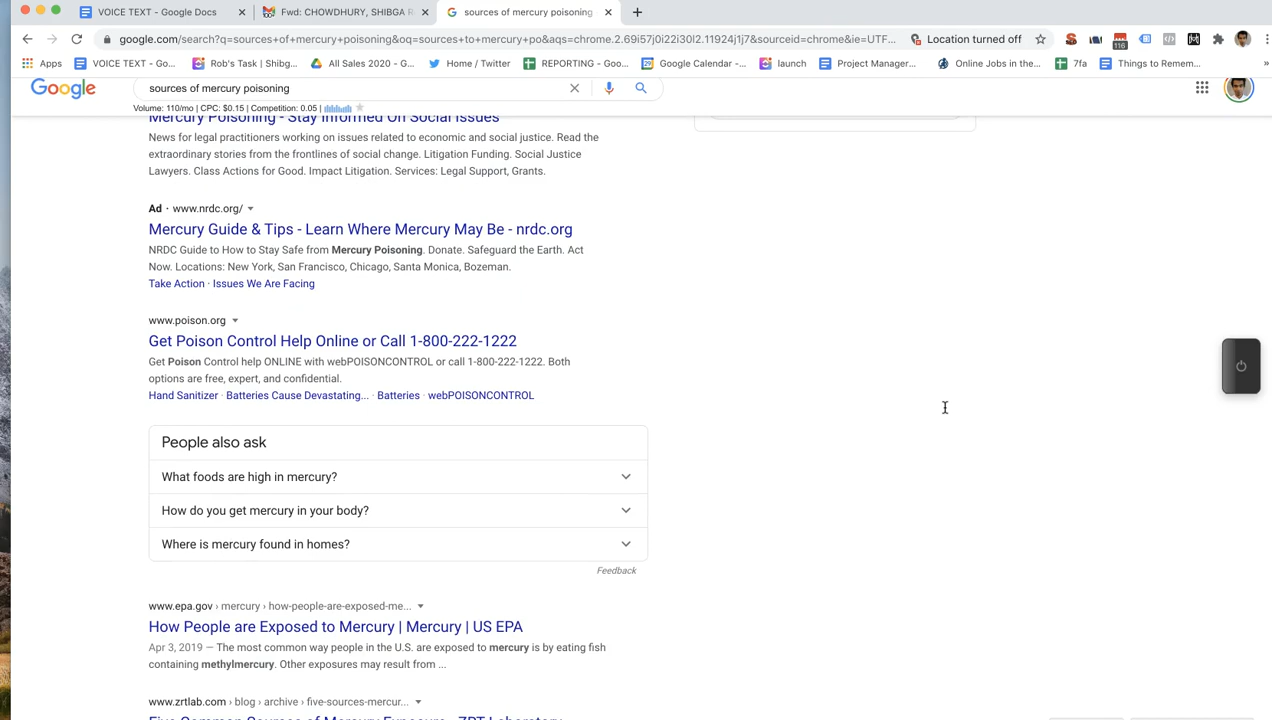 VOICE TEXT - Google Docs
Fwd: CHOWDHURY, SHIBGA R
sources of mercury poisoning
google.com/search?q=sources+of+mercury+poisoning&oq=sources+to+mercury+po&aqs=chrome.2.69i57j0i22i30l2.11924j1j7&sourceid=chrome&ie=UTF...
Location turned off
116
Apps
VOICE TEXT - Go...
Rob's Task | Shibg...
All Sales 2020 - G...
Home / Twitter
REPORTING - Goo...
Google Calendar -...
launch
Project Manager...
Online Jobs in the...
7fa
Things to Remem...
»
Google
sources of mercury poisoning
Volume: 110/mo | CPC: $0.15 | Competition: 0.05 |
Mercury Poisoning - Stay Informed On Social Issues
News for legal practitioners working on issues related to economic and social justice. Read the
extraordinary stories from the frontlines of social change. Litigation Funding. Social Justice
Lawyers. Class Actions for Good. Impact Litigation. Services: Legal Support, Grants.
Ad · www.nrdc.org/
Mercury Guide & Tips - Learn Where Mercury May Be - nrdc.org
NRDC Guide to How to Stay Safe from Mercury Poisoning. Donate. Safeguard the Earth. Act
Now. Locations: New York, San Francisco, Chicago, Santa Monica, Bozeman.
Take Action · Issues We Are Facing
www.poison.org
Get Poison Control Help Online or Call 1-800-222-1222
Get Poison Control help ONLINE with webPOISONCONTROL or call 1-800-222-1222. Both
options are free, expert, and confidential.
Hand Sanitizer · Batteries Cause Devastating... · Batteries · webPOISONCONTROL
People also ask
What foods are high in mercury?
How do you get mercury in your body?
Where is mercury found in homes?
Feedback
www.epa.gov › mercury › how-people-are-exposed-me...
How People are Exposed to Mercury | Mercury | US EPA
Apr 3, 2019 — The most common way people in the U.S. are exposed to mercury is by eating fish
containing methylmercury. Other exposures may result from ...
www.zrtlab.com › blog › archive › five-sources-mercur...
Five Common Sources of Mercury Exposure - ZRT Laboratory